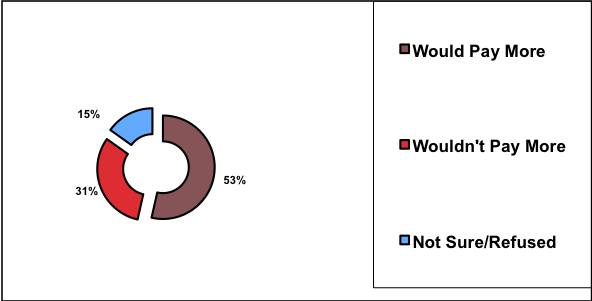 Would Pay More
15%
Wouldn't Pay More
53%
31%
Not Sure/Refused